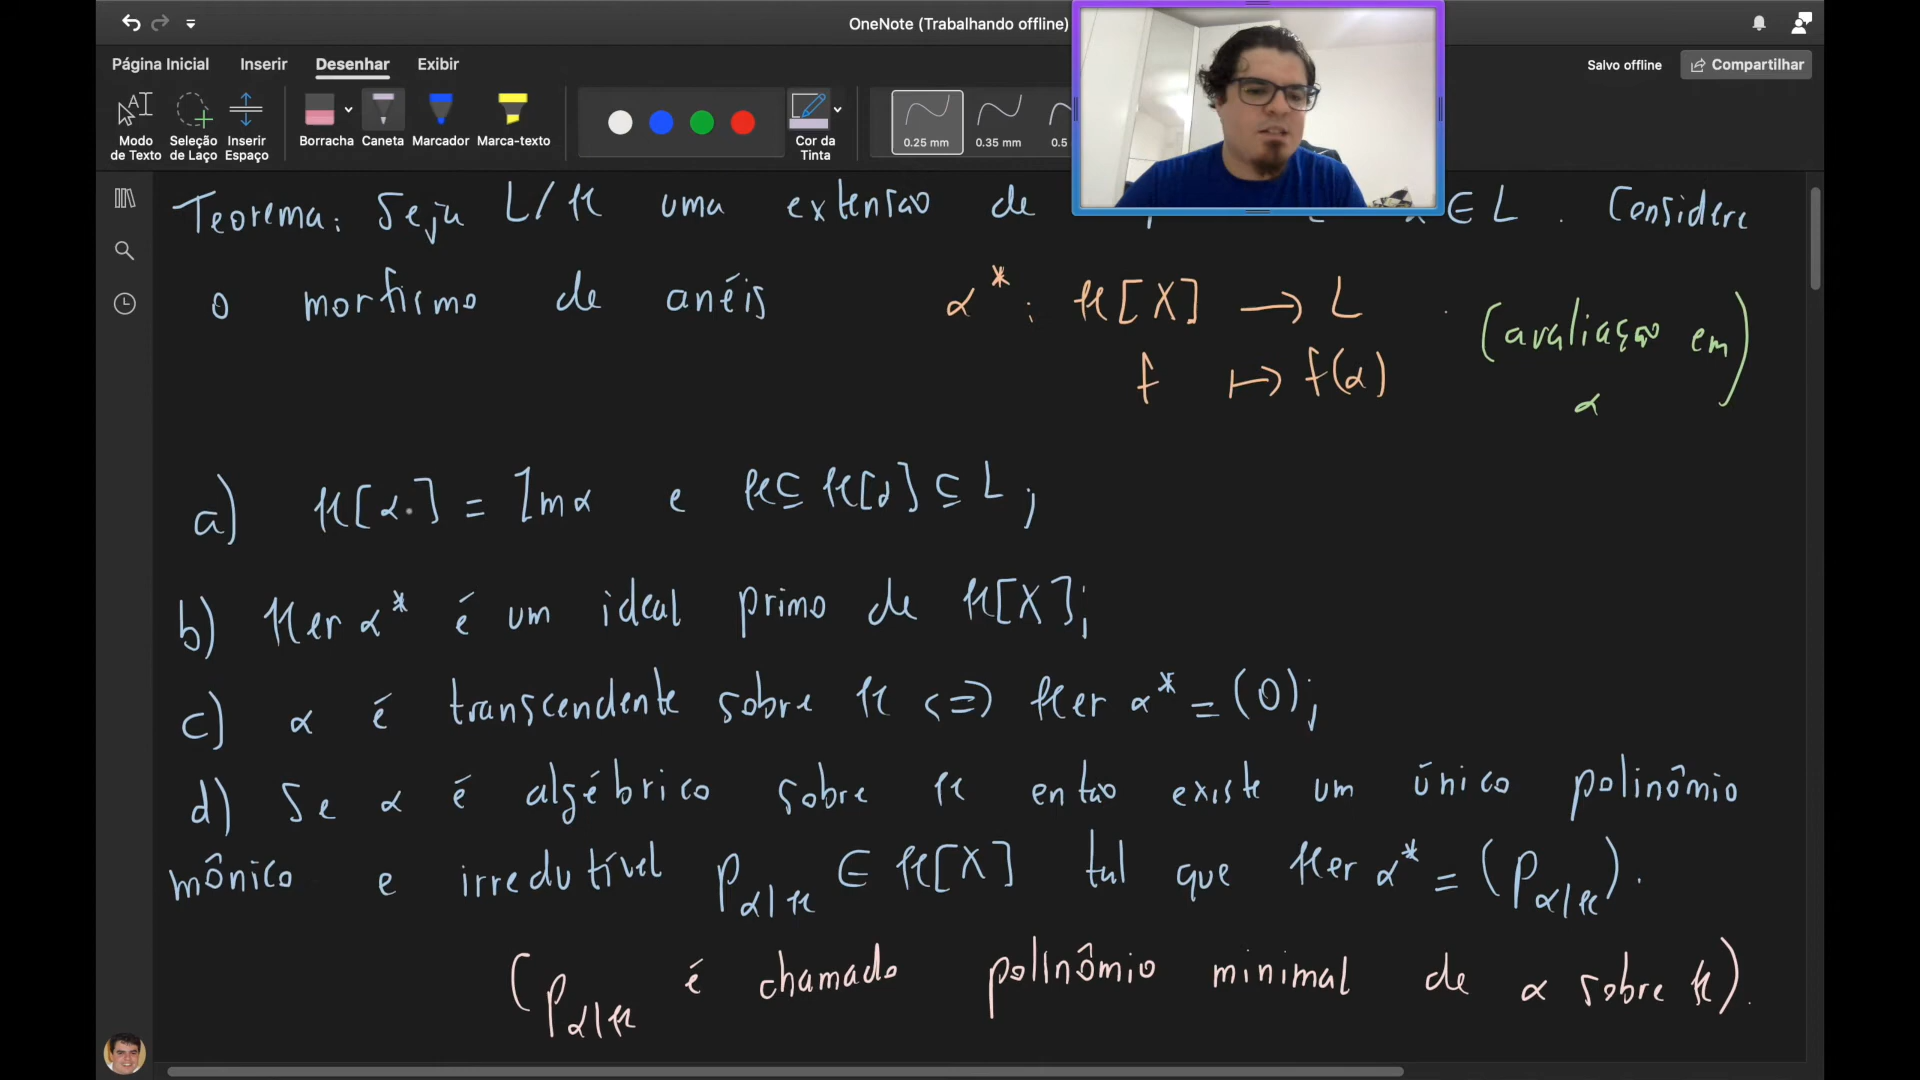 OneNote (Trabalhando offline)
Página Inicial Inserir Desenhar Exibir
Salvo offline Compartilhar
Modo de Texto
Seleção de Laço
Inserir Espaço
Borracha Caneta Marcador Marca-texto
Cor da Tinta
0.25 mm 0.35 mm 0.5
Teorema: Seja L/K uma extensão de ∈ L. Considere
o morfismo de anéis α*: K[X] → L (avaliação em
f ↦ f(α) α)
a) K[α] = Im α e K ⊆ K[α] ⊆ L;
b) Ker α* é um ideal primo de K[X];
c) α é transcendente sobre K <=> Ker α* = (0);
d) Se α é algébrico sobre K então existe um único polinômio
mônico e irredutível P_{α|K} ∈ K[X] tal que Ker α* = (P_{α|K}).
(P_{α|K} é chamado polinômio minimal de α sobre K).